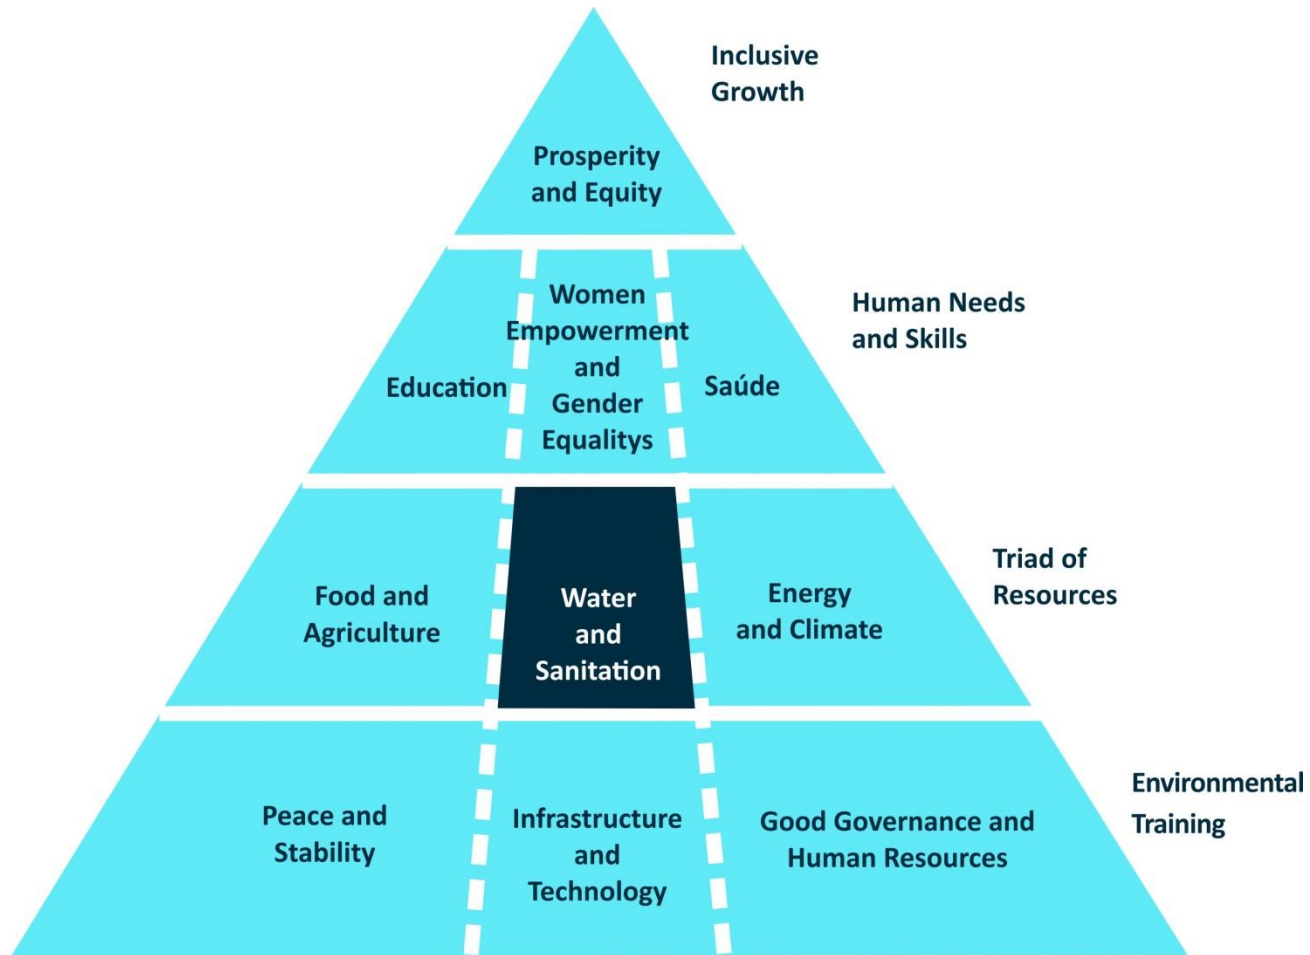 Inclusive
Growth
Prosperity
and Equity
Women
Empowerment
and
Gender
Equalitys
Education
Saúde
Human Needs
and Skills
Food and
Agriculture
Water
and
Sanitation
Energy
and Climate
Triad of
Resources
Peace and
Stability
Infrastructure
and
Technology
Good Governance and
Human Resources
Environmental
Training